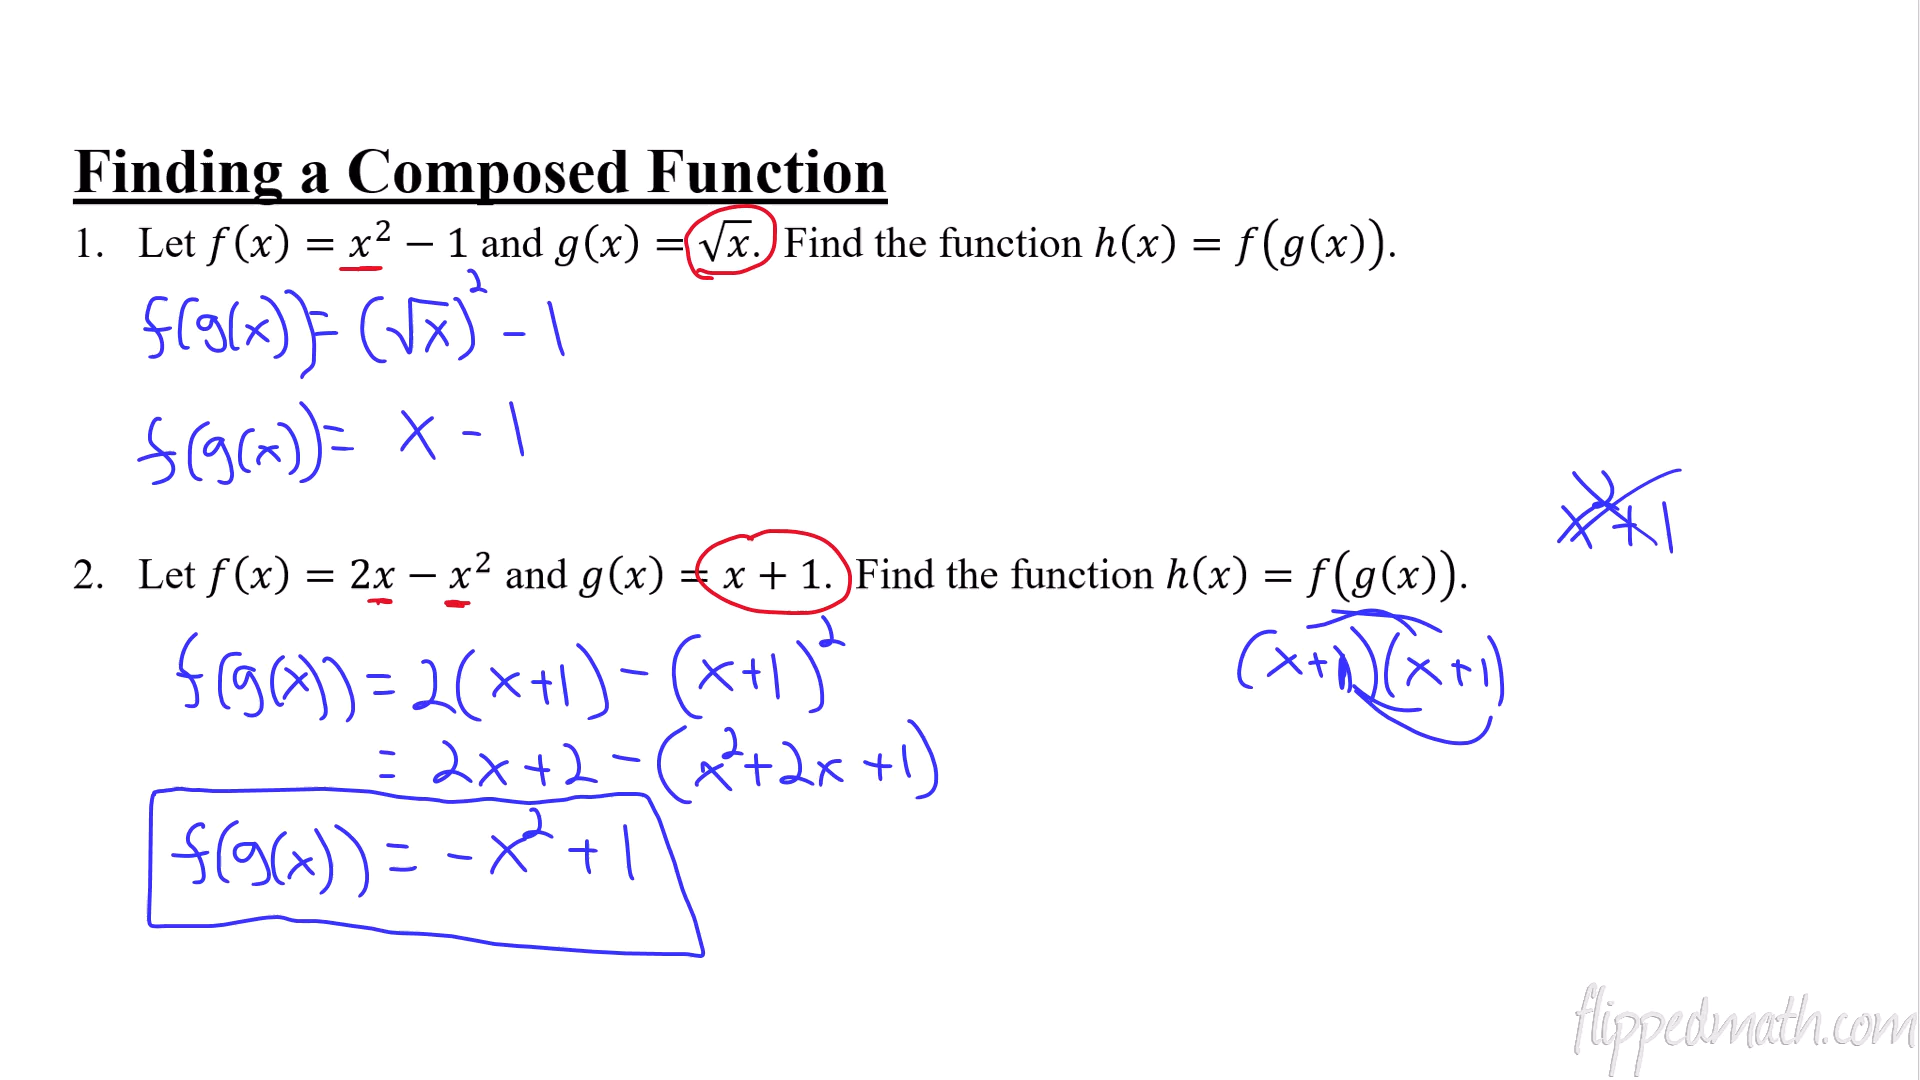 Finding a Composed Function
1. Let f(x) = x² − 1 and g(x) = √x. Find the function h(x) = f(g(x)).
f(g(x)) = (√x)² − 1
f(g(x)) = x − 1
x² + 1
2. Let f(x) = 2x − x² and g(x) = x + 1. Find the function h(x) = f(g(x)).
(x+1)(x+1)
f(g(x)) = 2(x+1) − (x+1)²
= 2x+2 − (x²+2x+1)
f(g(x)) = −x² + 1
flippedmath.com